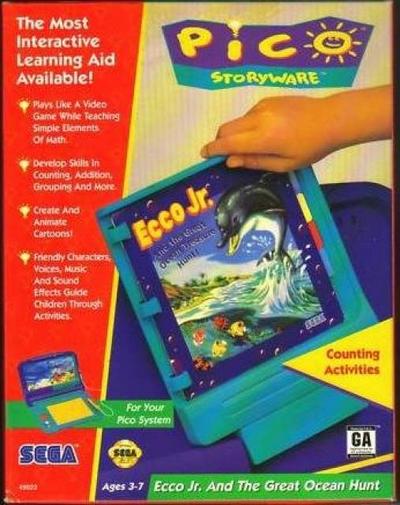 The Most
Interactive
Learning Aid
Available!
PiCO
STORYWARE™
Plays Like A Video
Game While Teaching
Simple Elements
Of Math.
Develop Skills In
Counting, Addition,
Grouping And More.
Create And
Animate
Cartoons!
Friendly Characters,
Voices, Music
And Sound
Effects Guide
Children Through
Activities.
Ecco Jr.
And the Great
Ocean Treasure
Hunt!
SEGA
Counting
Activities
For Your
Pico System
SEGA
SEGA
GA
Ages 3-7
Ecco Jr. And The Great Ocean Hunt